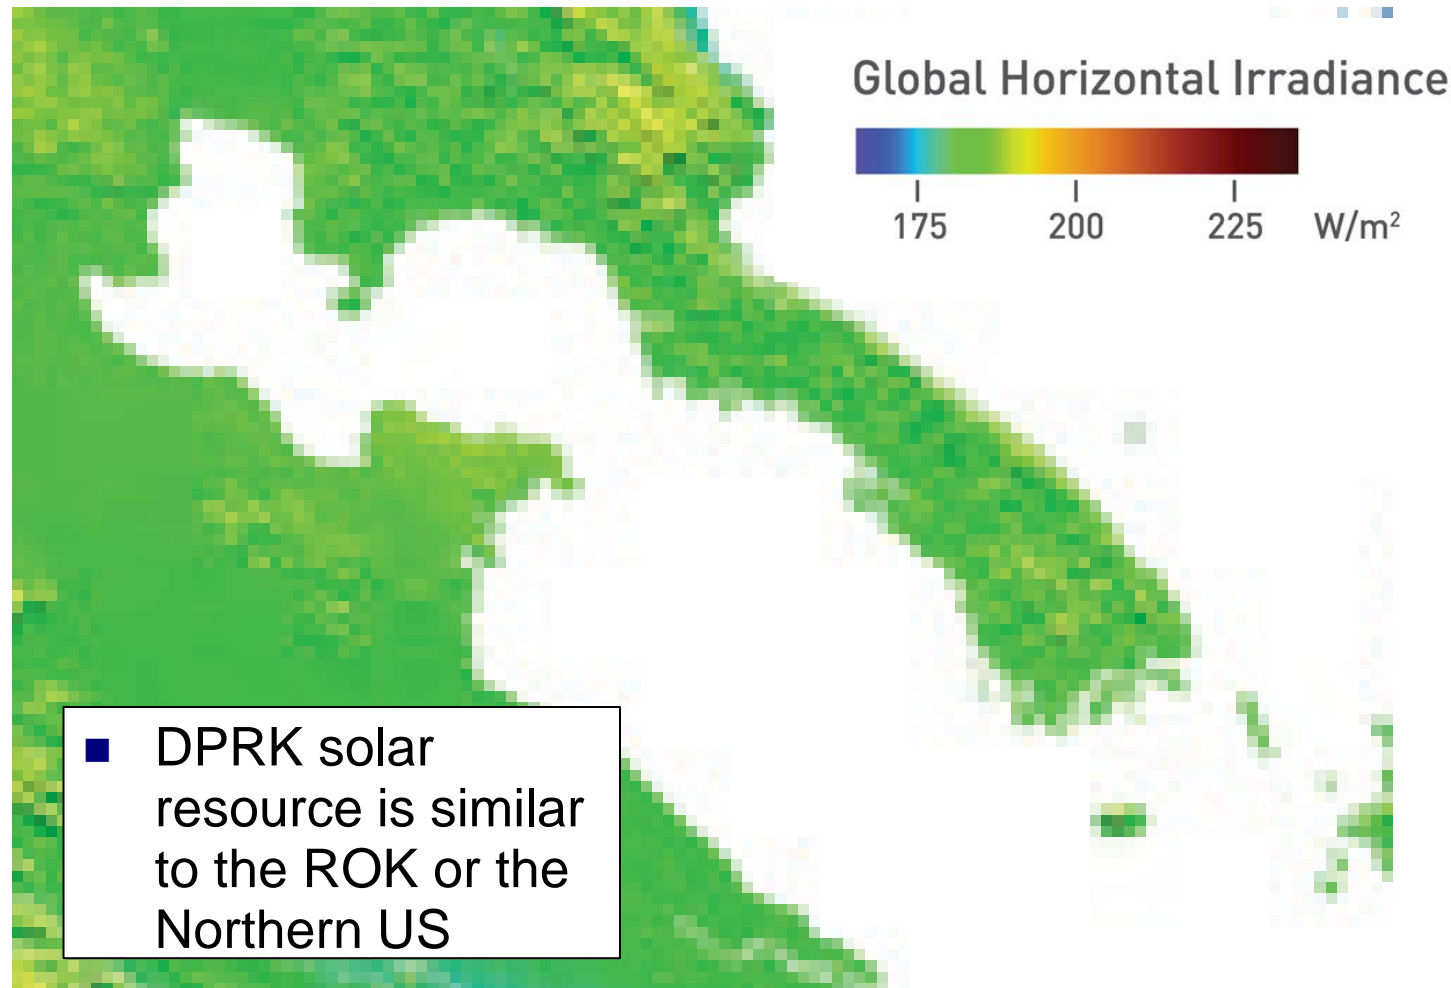 Global Horizontal Irradiance
175 200 225 W/m²
■ DPRK solar
resource is similar
to the ROK or the
Northern US